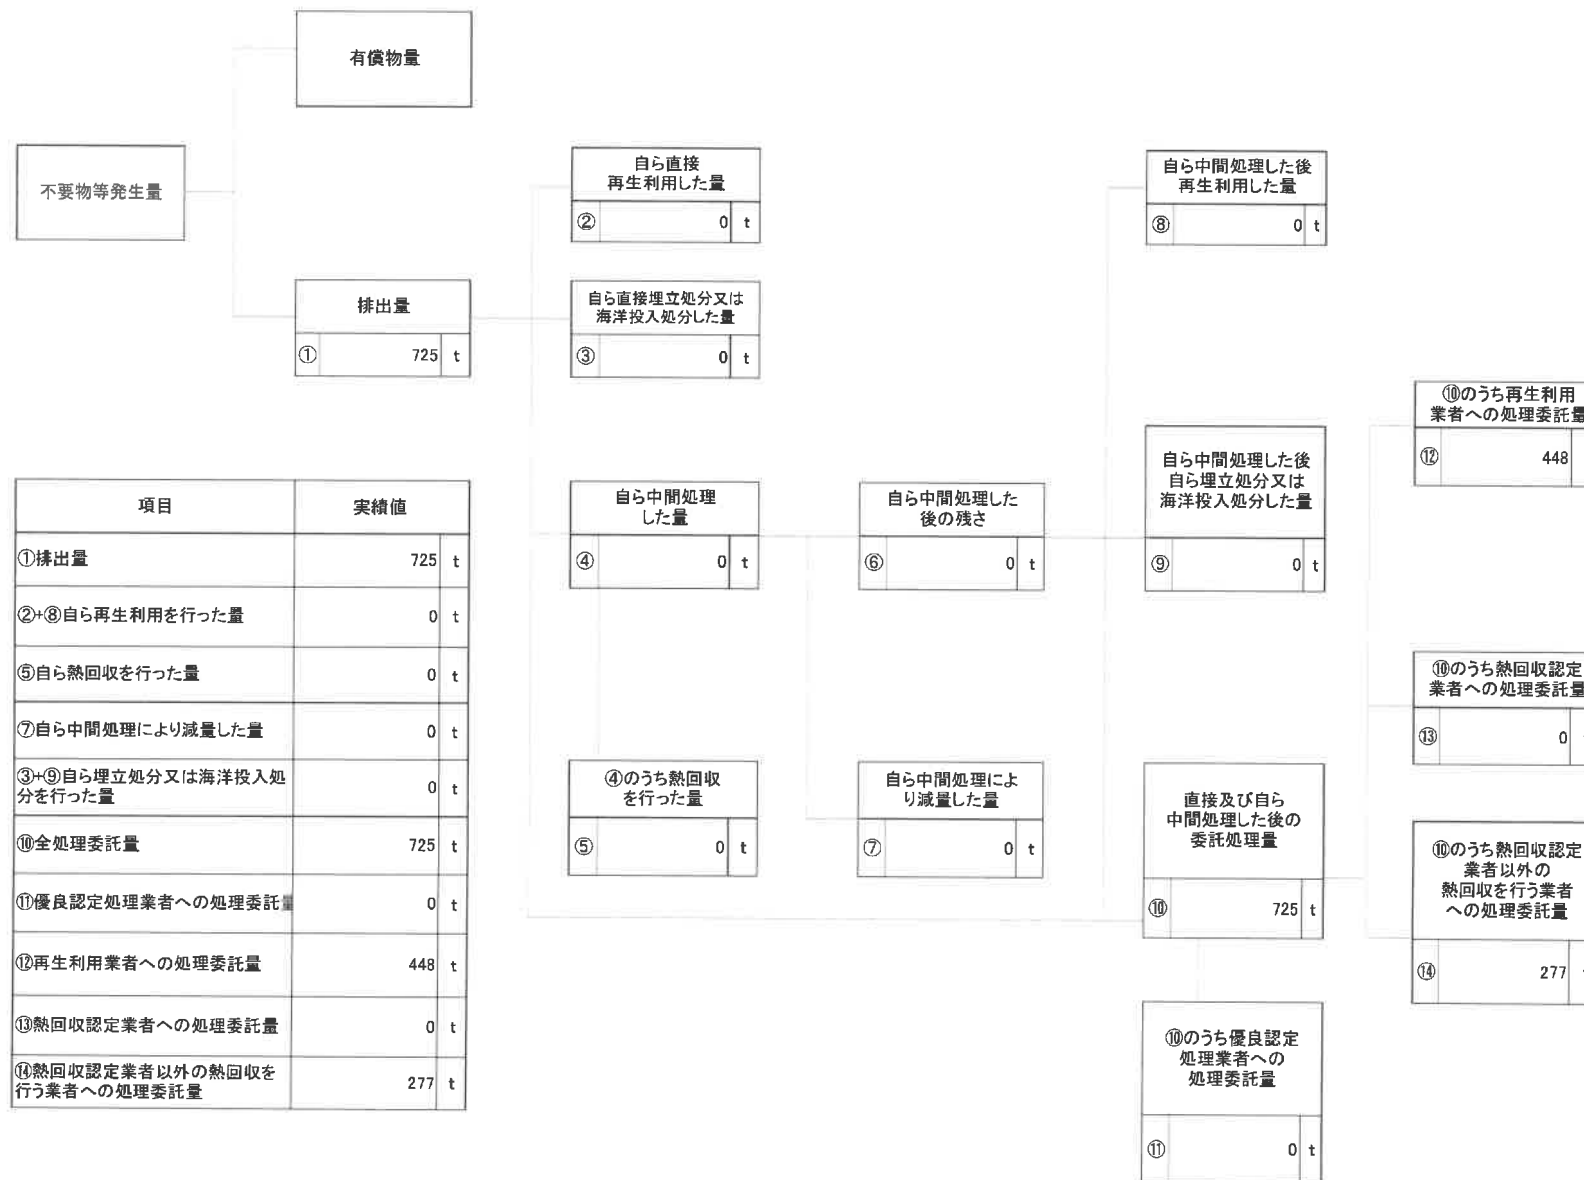 有償物量
不要物等発生量
排出量
① 725 t
自ら直接
再生利用した量
② 0 t
自ら直接埋立処分又は
海洋投入処分した量
③ 0 t
自ら中間処理
した量
④ 0 t
④のうち熱回収
を行った量
⑤ 0 t
自ら中間処理した
後の残さ
⑥ 0 t
自ら中間処理によ
り減量した量
⑦ 0 t
自ら中間処理した後
再生利用した量
⑧ 0 t
自ら中間処理した後
自ら埋立処分又は
海洋投入処分した量
⑨ 0 t
直接及び自ら
中間処理した後の
委託処理量
⑩ 725 t
⑩のうち優良認定
処理業者への
処理委託量
⑪ 0 t
⑩のうち再生利用
業者への処理委託量
⑫ 448
⑩のうち熱回収認定
業者への処理委託量
⑬ 0
⑩のうち熱回収認定
業者以外の
熱回収を行う業者
への処理委託量
⑭ 277
項目 実績値
①排出量 725 t
②+⑧自ら再生利用を行った量 0 t
⑤自ら熱回収を行った量 0 t
⑦自ら中間処理により減量した量 0 t
③+⑨自ら埋立処分又は海洋投入処
分を行った量 0 t
⑩全処理委託量 725 t
⑪優良認定処理業者への処理委託量 0 t
⑫再生利用業者への処理委託量 448 t
⑬熱回収認定業者への処理委託量 0 t
⑭熱回収認定業者以外の熱回収を
行う業者への処理委託量 277 t